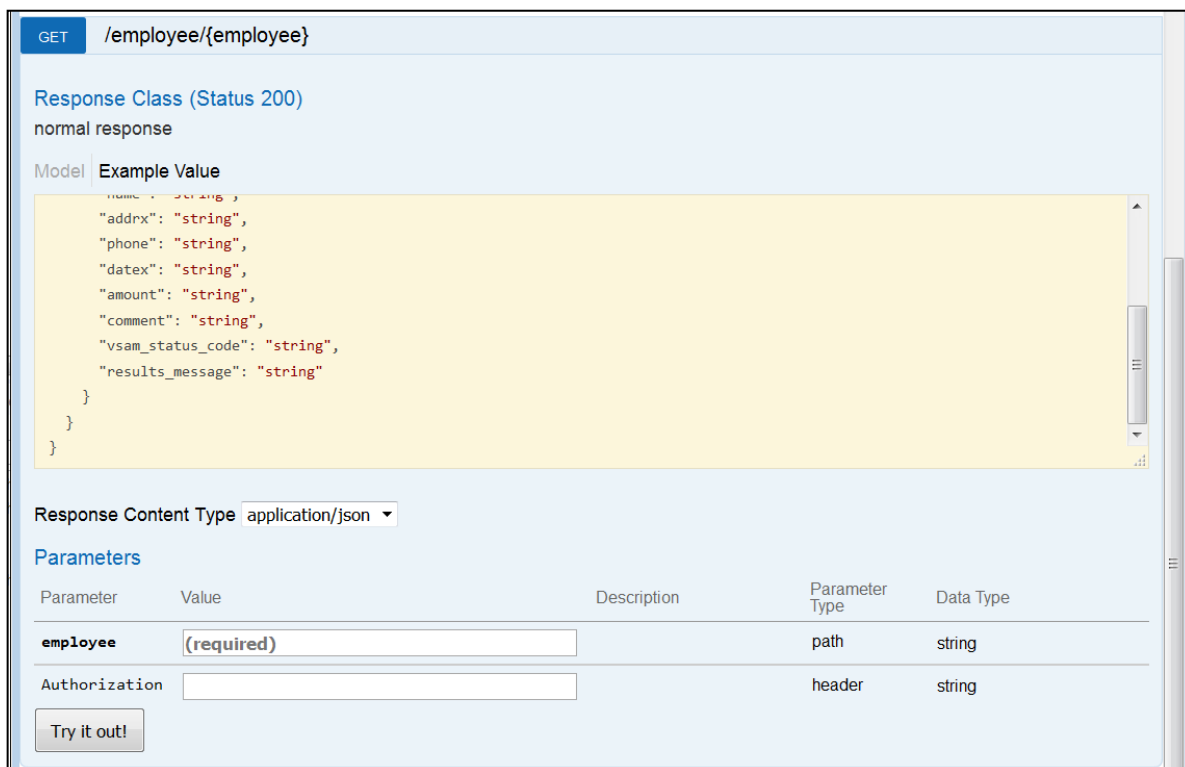 GET /employee/{employee}
Response Class (Status 200)
normal response
Model Example Value
"name": "string",
"addrx": "string",
"phone": "string",
"datex": "string",
"amount": "string",
"comment": "string",
"vsam_status_code": "string",
"results_message": "string"
}
}
}
Response Content Type application/json
Parameters
Parameter Value Description Parameter Type Data Type
employee (required) path string
Authorization header string
Try it out!